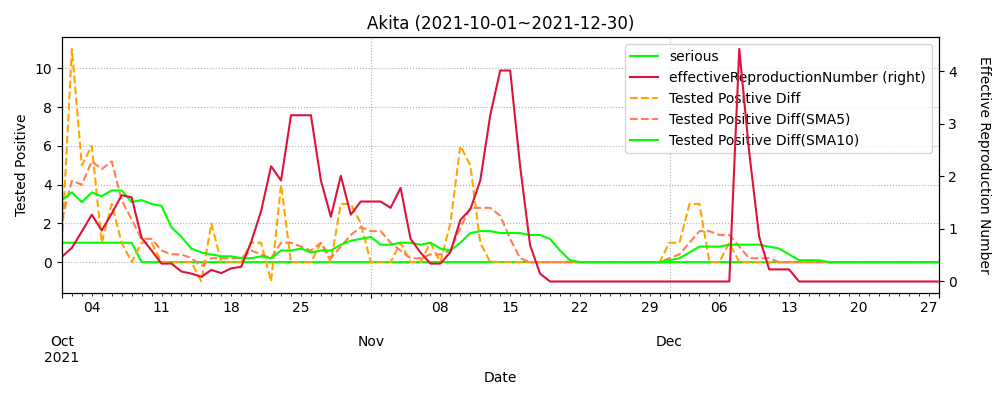 Akita (2021-10-01~2021-12-30)
serious
effectiveReproductionNumber (right)
Tested Positive Diff
Tested Positive Diff(SMA5)
Tested Positive Diff(SMA10)
Tested Positive
10
8
6
4
2
0
4
3
2
1
0
Effective Reproduction Number
04 11 18 25 08 15 22 29 06 13 20 27
Oct Nov Dec
2021
Date